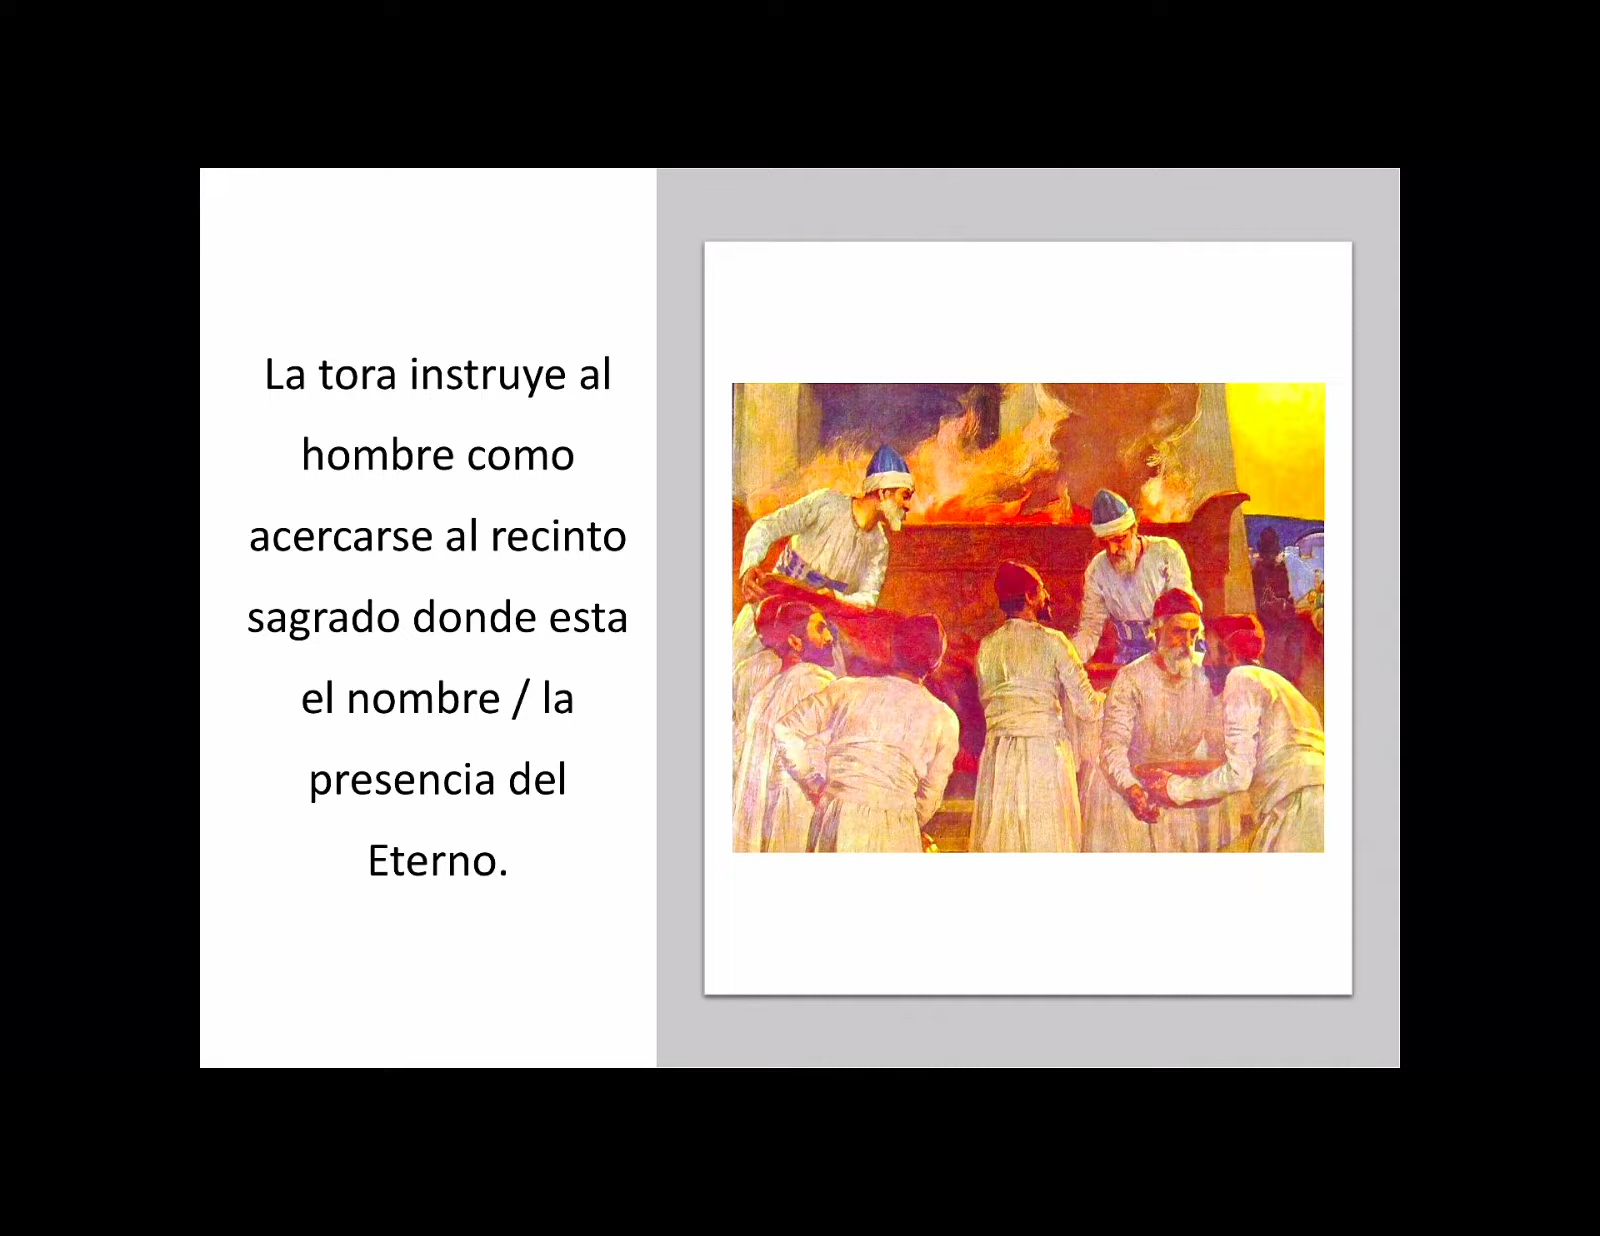 La tora instruye al
hombre como
acercarse al recinto
sagrado donde esta
el nombre / la
presencia del
Eterno.